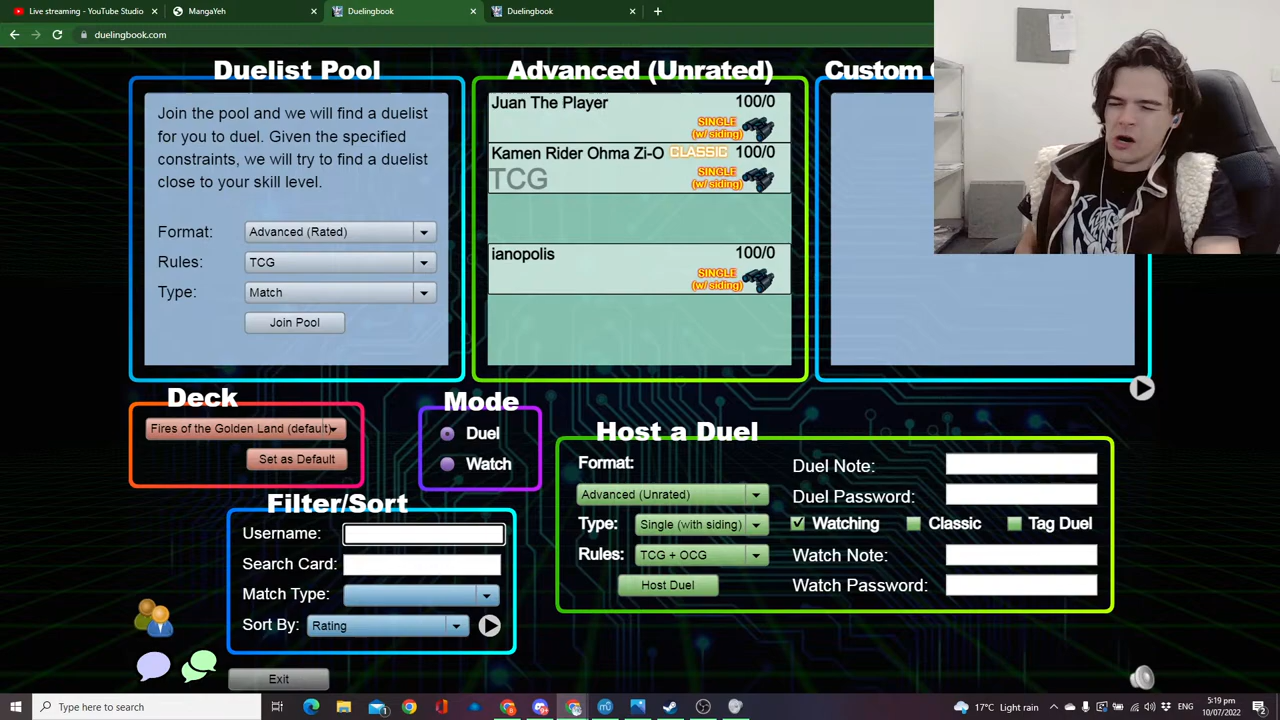 Live streaming - YouTube Studio
MangaYeh
Duelingbook
Duelingbook
duelingbook.com
Duelist Pool
Join the pool and we will find a duelist
for you to duel. Given the specified
constraints, we will try to find a duelist
close to your skill level.
Format: Advanced (Rated)
Rules: TCG
Type: Match
Join Pool
Advanced (Unrated)
Juan The Player 100/0
SINGLE
(w/ siding)
Kamen Rider Ohma Zi-O CLASSIC 100/0
TCG
SINGLE
(w/ siding)
ianopolis 100/0
SINGLE
(w/ siding)
Custom
Deck
Fires of the Golden Land (default)
Set as Default
Mode
Duel
Watch
Filter/Sort
Username:
Search Card:
Match Type:
Sort By: Rating
Exit
Host a Duel
Format:
Advanced (Unrated)
Type: Single (with siding)
Rules: TCG + OCG
Host Duel
Duel Note:
Duel Password:
Watching Classic Tag Duel
Watch Note:
Watch Password:
Type here to search
17°C Light rain
5:19 pm
10/07/2022